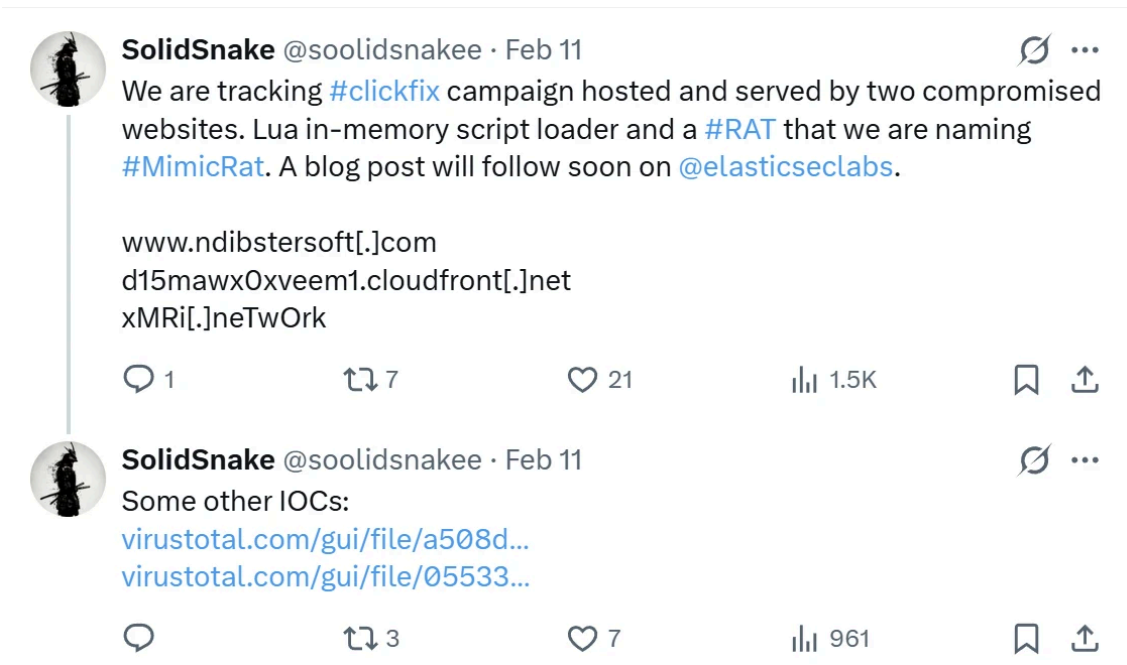 SolidSnake @soolidsnakee · Feb 11
We are tracking #clickfix campaign hosted and served by two compromised
websites. Lua in-memory script loader and a #RAT that we are naming
#MimicRat. A blog post will follow soon on @elasticseclabs.
www.ndibstersoft[.]com
d15mawx0xveem1.cloudfront[.]net
xMRi[.]neTwOrk
1 7 21 1.5K
SolidSnake @soolidsnakee · Feb 11
Some other IOCs:
virustotal.com/gui/file/a508d...
virustotal.com/gui/file/05533...
3 7 961